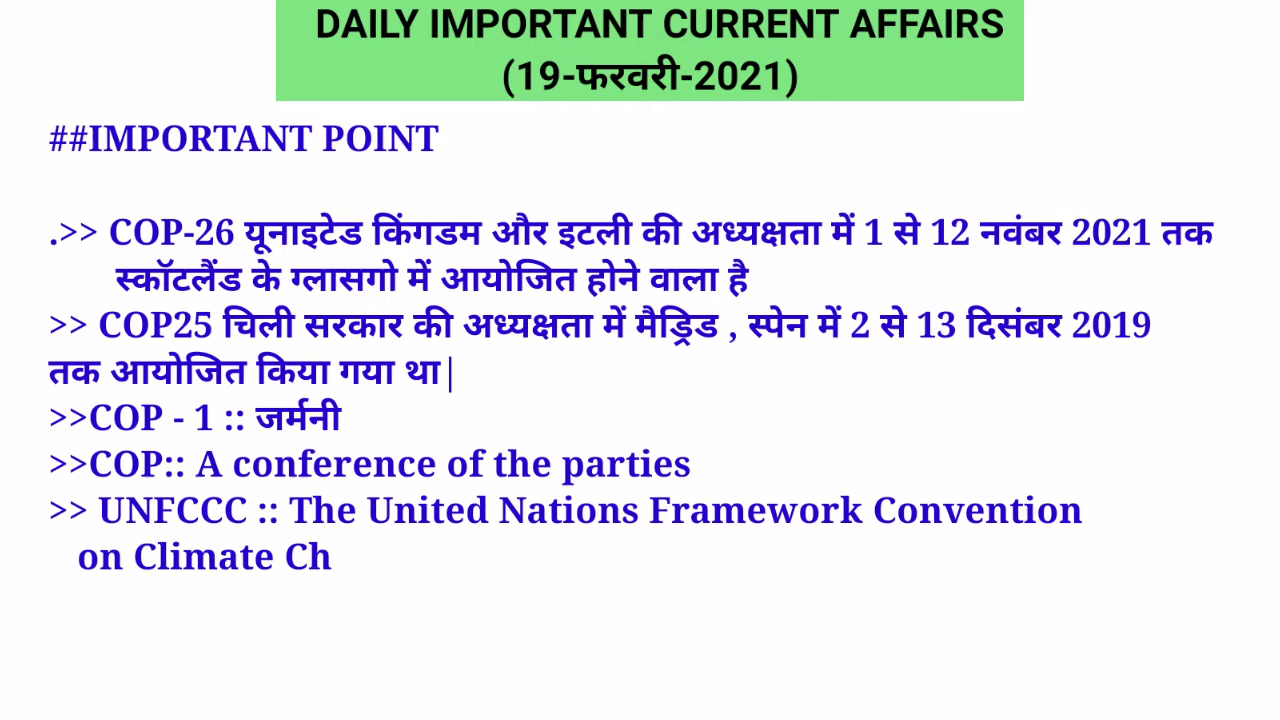 DAILY IMPORTANT CURRENT AFFAIRS
(19-फरवरी-2021)
##IMPORTANT POINT
.>> COP-26 यूनाइटेड किंगडम और इटली की अध्यक्षता में 1 से 12 नवंबर 2021 तक
स्कॉटलैंड के ग्लासगो में आयोजित होने वाला है
>> COP25 चिली सरकार की अध्यक्षता में मैड्रिड , स्पेन में 2 से 13 दिसंबर 2019
तक आयोजित किया गया था|
>>COP - 1 :: जर्मनी
>>COP:: A conference of the parties
>> UNFCCC :: The United Nations Framework Convention
on Climate Ch